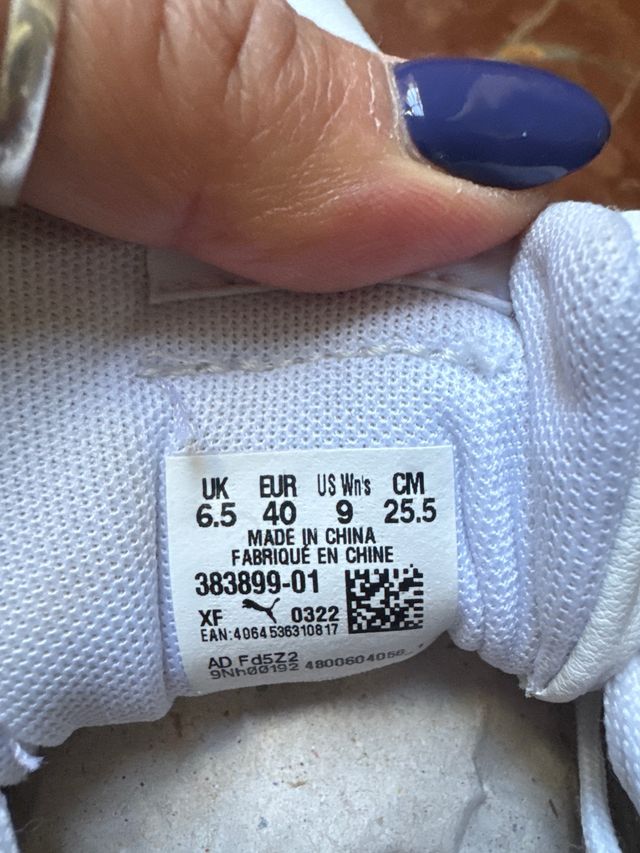 UK EUR US Wn's CM
6.5 40 9 25.5
MADE IN CHINA
FABRIQUÉ EN CHINE
383899-01
XF 0322
EAN:4064536310817
AD Fd5Z2
9Nh00192